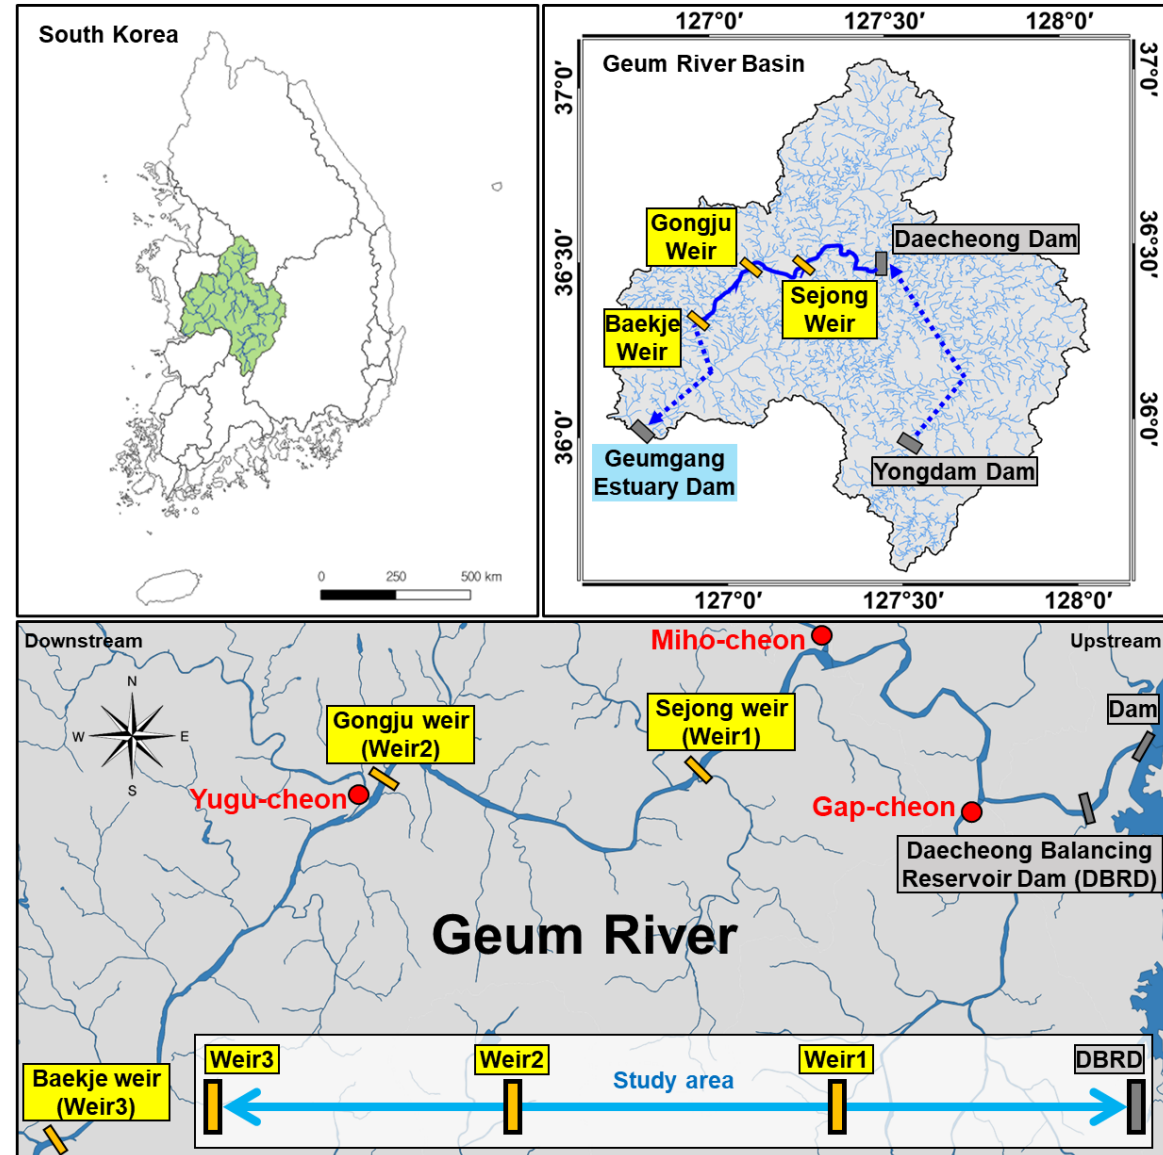 South Korea
0 250 500 km
127°0′ 127°30′ 128°0′
Geum River Basin
37°0′
37°0′
Gongju
Weir
Daecheong Dam
36°30′
36°30′
Sejong
Weir
Baekje
Weir
36°0′
36°0′
Geumgang
Estuary Dam
Yongdam Dam
127°0′ 127°30′ 128°0′
Downstream
Miho-cheon
Upstream
N
W E
S
Gongju weir
(Weir2)
Sejong weir
(Weir1)
Dam
Yugu-cheon
Gap-cheon
Daecheong Balancing
Reservoir Dam (DBRD)
Geum River
Baekje weir
(Weir3)
Weir3 Weir2 Weir1 DBRD
Study area